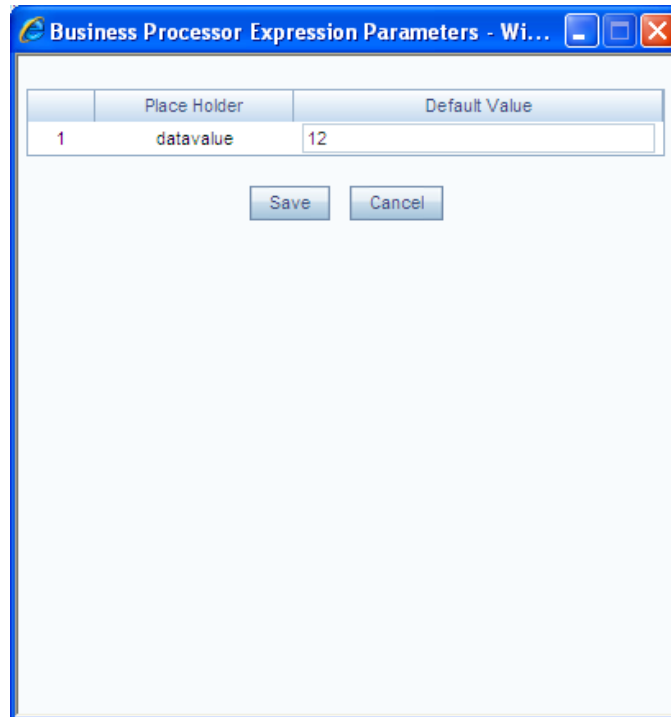 Business Processor Expression Parameters - Wi...
Place Holder Default Value
1 datavalue 12
Save Cancel